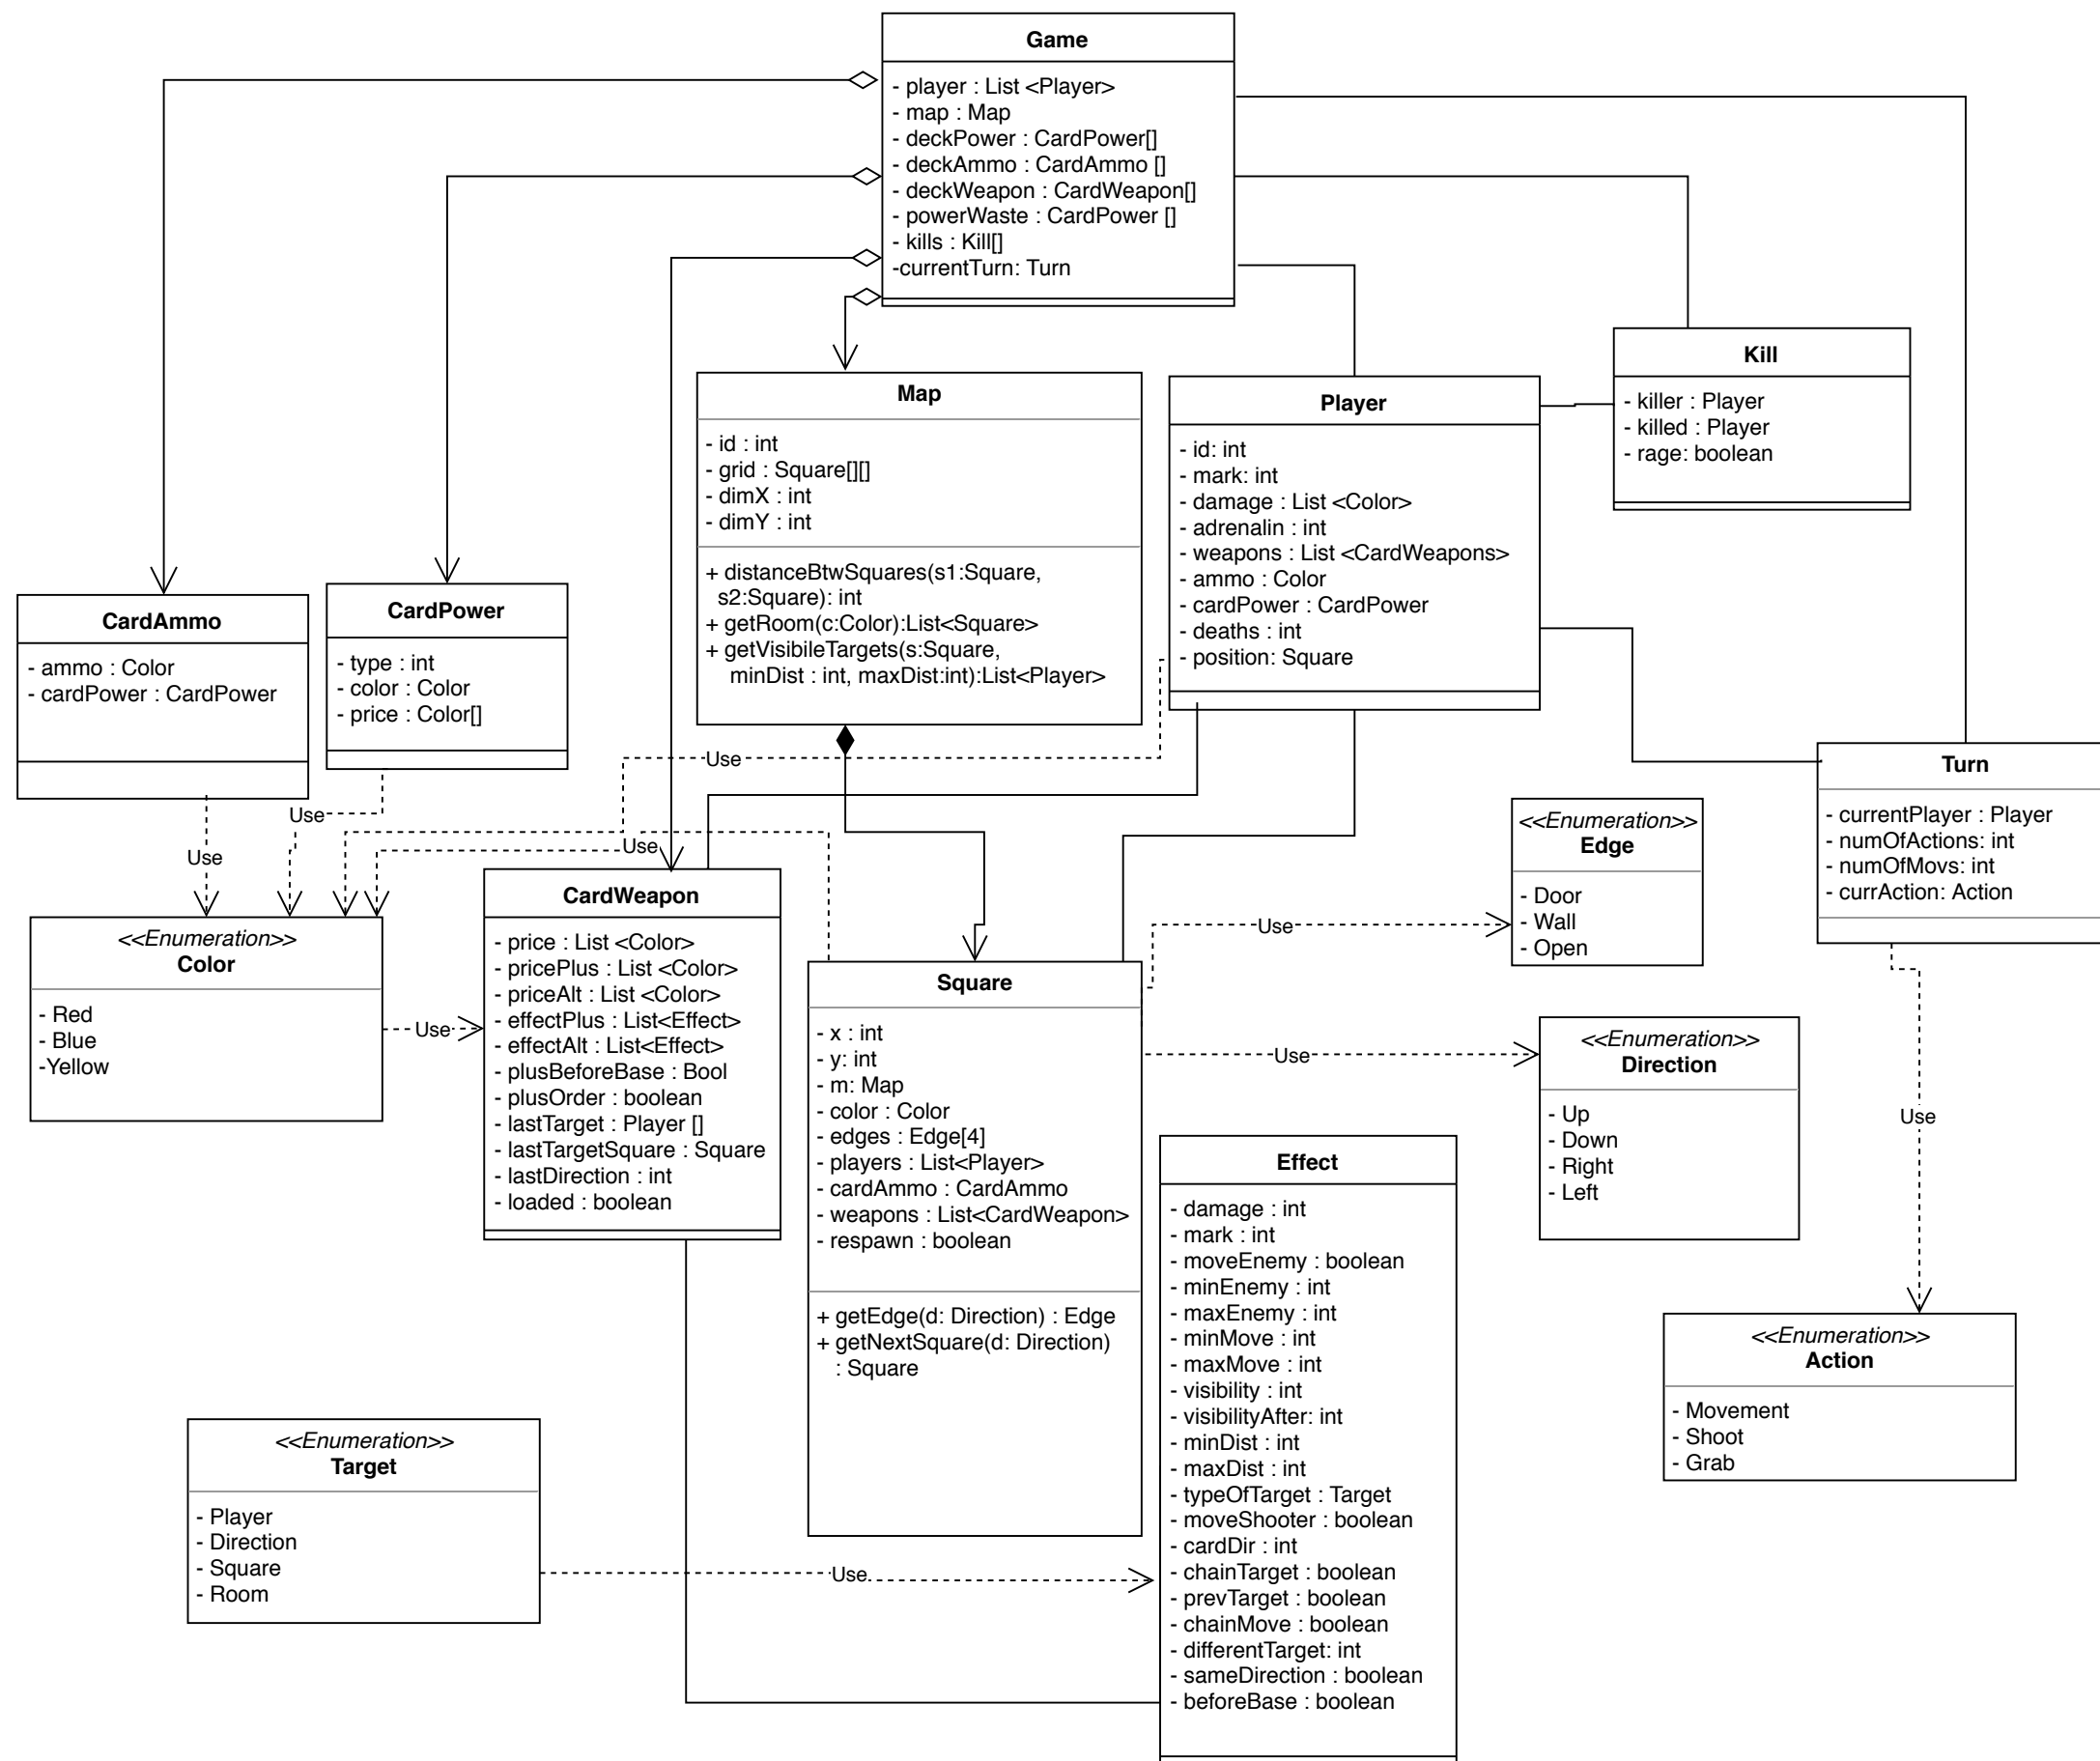 Game
- player : List <Player>
- map : Map
- deckPower : CardPower[]
- deckAmmo : CardAmmo []
- deckWeapon : CardWeapon[]
- powerWaste : CardPower []
- kills : Kill[]
-currentTurn: Turn
Kill
- killer : Player
- killed : Player
- rage: boolean
Map
- id : int
- grid : Square[][]
- dimX : int
- dimY : int
+ distanceBtwSquares(s1:Square,
s2:Square): int
+ getRoom(c:Color):List<Square>
+ getVisibileTargets(s:Square,
minDist : int, maxDist:int):List<Player>
Player
- id: int
- mark: int
- damage : List <Color>
- adrenalin : int
- weapons : List <CardWeapons>
- ammo : Color
- cardPower : CardPower
- deaths : int
- position: Square
CardAmmo
- ammo : Color
- cardPower : CardPower
CardPower
- type : int
- color : Color
- price : Color[]
Use
Use
Use
Use
Turn
- currentPlayer : Player
- numOfActions: int
- numOfMovs: int
- currAction: Action
<<Enumeration>>
Edge
- Door
- Wall
- Open
<<Enumeration>>
Color
- Red
- Blue
-Yellow
Use
CardWeapon
- price : List <Color>
- pricePlus : List <Color>
- priceAlt : List <Color>
- effectPlus : List<Effect>
- effectAlt : List<Effect>
- plusBeforeBase : Bool
- plusOrder : boolean
- lastTarget : Player []
- lastTargetSquare : Square
- lastDirection : int
- loaded : boolean
Square
- x : int
- y: int
- m: Map
- color : Color
- edges : Edge[4]
- players : List<Player>
- cardAmmo : CardAmmo
- weapons : List<CardWeapon>
- respawn : boolean
+ getEdge(d: Direction) : Edge
+ getNextSquare(d: Direction)
: Square
Use
Use
<<Enumeration>>
Direction
- Up
- Down
- Right
- Left
Use
Effect
- damage : int
- mark : int
- moveEnemy : boolean
- minEnemy : int
- maxEnemy : int
- minMove : int
- maxMove : int
- visibility : int
- visibilityAfter: int
- minDist : int
- maxDist : int
- typeOfTarget : Target
- moveShooter : boolean
- cardDir : int
- chainTarget : boolean
- prevTarget : boolean
- chainMove : boolean
- differentTarget: int
- sameDirection : boolean
- beforeBase : boolean
<<Enumeration>>
Action
- Movement
- Shoot
- Grab
<<Enumeration>>
Target
- Player
- Direction
- Square
- Room
Use